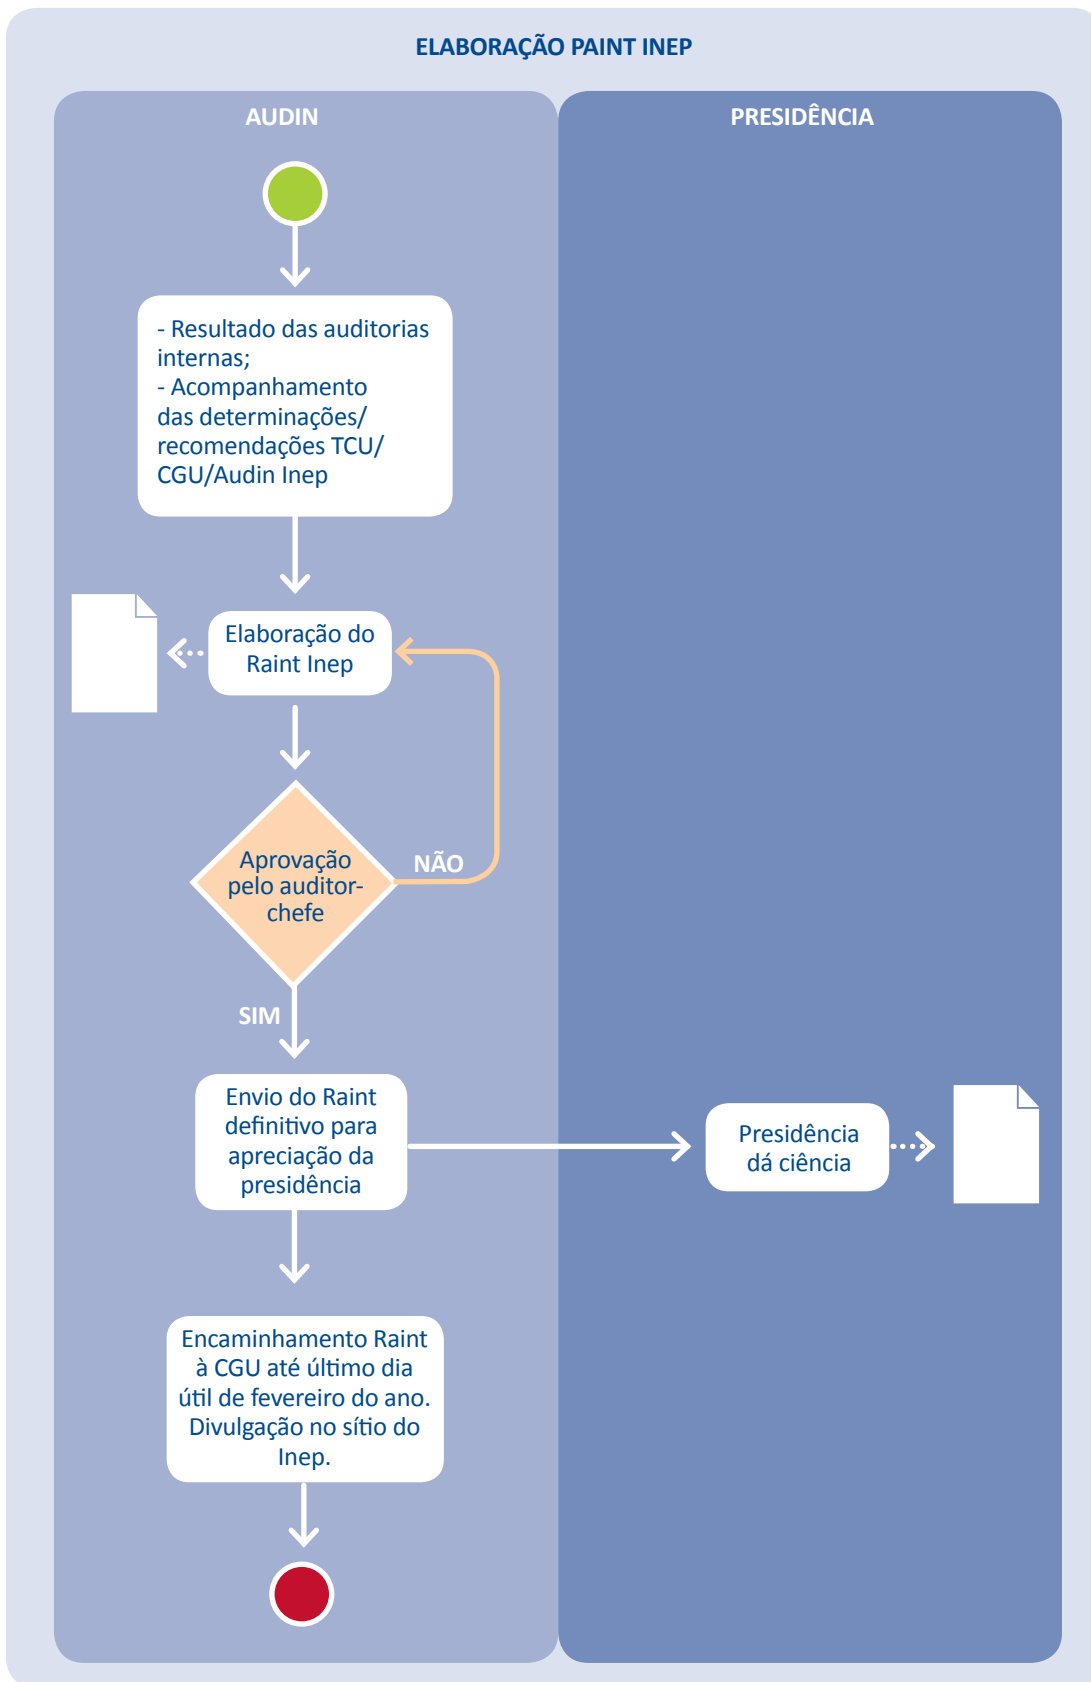 ELABORAÇÃO PAINT INEP
AUDIN
PRESIDÊNCIA
- Resultado das auditorias
internas;
- Acompanhamento
das determinações/
recomendações TCU/
CGU/Audin Inep
Elaboração do
Raint Inep
Aprovação
pelo auditor-
chefe
NÃO
SIM
Envio do Raint
definitivo para
apreciação da
presidência
Presidência
dá ciência
Encaminhamento Raint
à CGU até último dia
útil de fevereiro do ano.
Divulgação no sítio do
Inep.